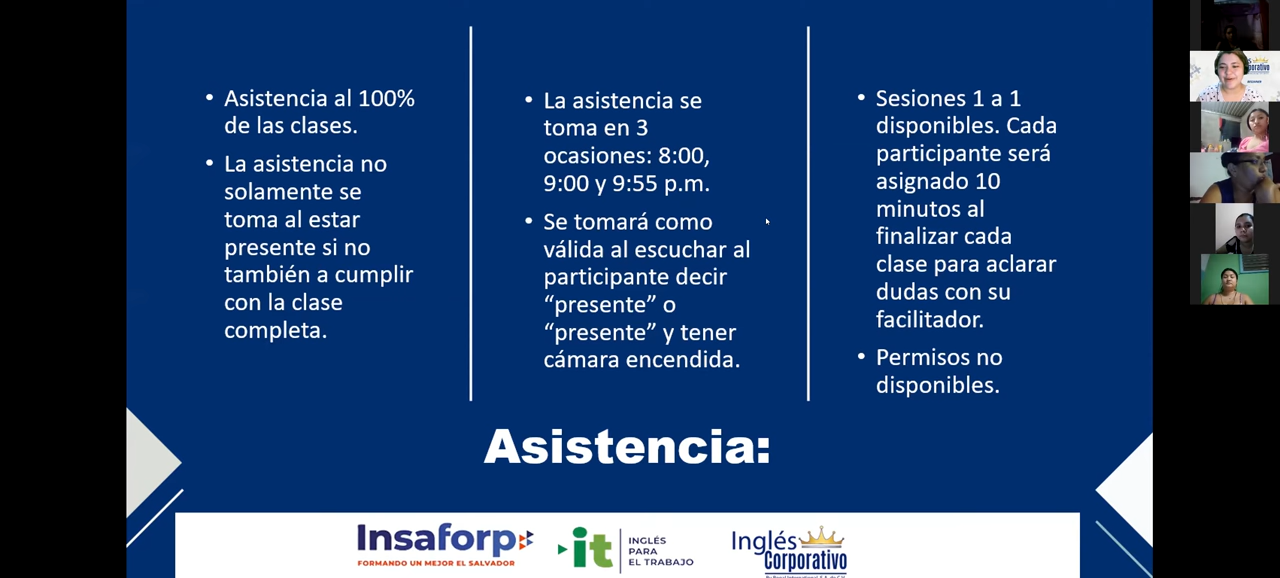 • Asistencia al 100%
de las clases.
• La asistencia no
solamente se
toma al estar
presente si no
también a cumplir
con la clase
completa.
• La asistencia se
toma en 3
ocasiones: 8:00,
9:00 y 9:55 p.m.
• Se tomará como
válida al escuchar al
participante decir
“presente” o
“presente” y tener
cámara encendida.
• Sesiones 1 a 1
disponibles. Cada
participante será
asignado 10
minutos al
finalizar cada
clase para aclarar
dudas con su
facilitador.
• Permisos no
disponibles.
Asistencia:
Insaforp
FORMANDO UN MEJOR EL SALVADOR
it
INGLÉS
PARA
EL TRABAJO
Inglés
Corporativo